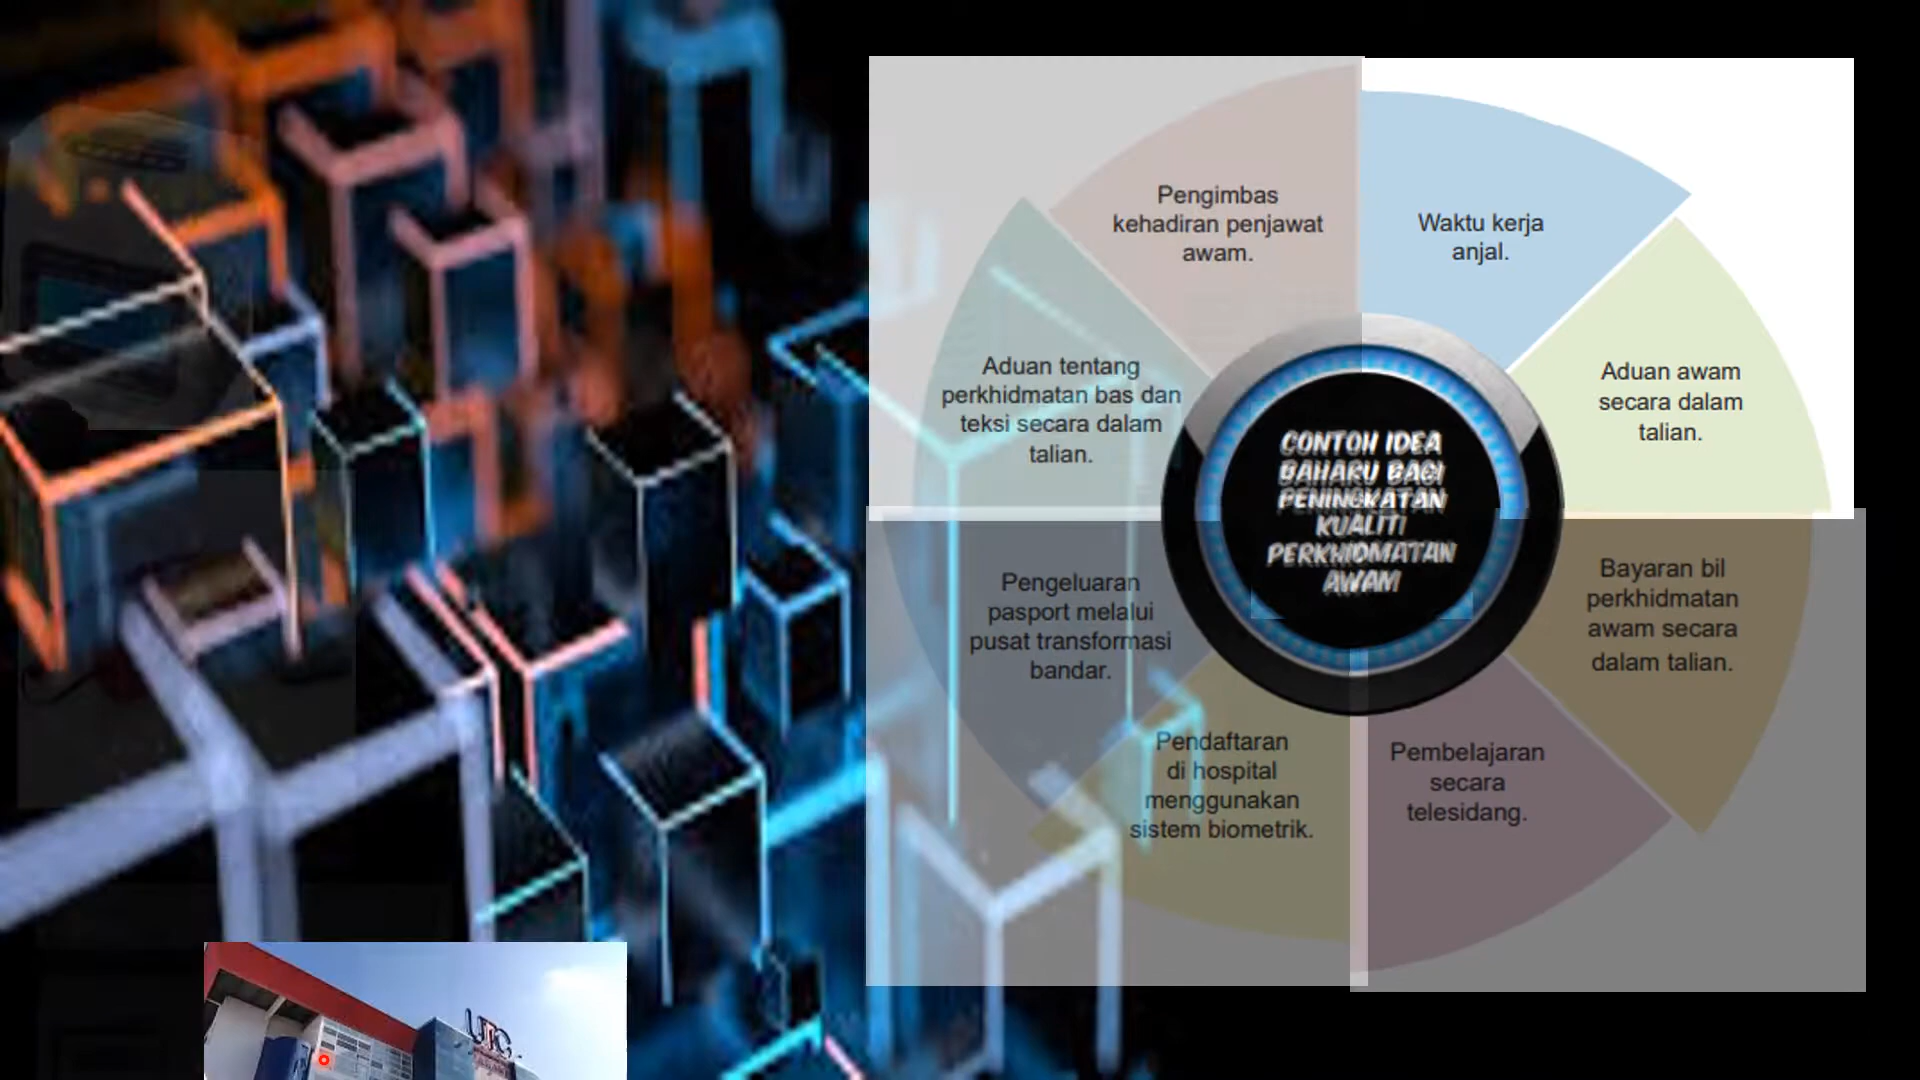 Pengimbas
kehadiran penjawat
awam.
Waktu kerja
anjal.
Aduan tentang
perkhidmatan bas dan
teksi secara dalam
talian.
Aduan awam
secara dalam
talian.
CONTOH IDEA
BAHARU BAGI
PENINGKATAN
KUALITI
PERKHIDMATAN
AWAM
Pengeluaran
pasport melalui
pusat transformasi
bandar.
Bayaran bil
perkhidmatan
awam secara
dalam talian.
Pendaftaran
di hospital
menggunakan
sistem biometrik.
Pembelajaran
secara
telesidang.
UTC